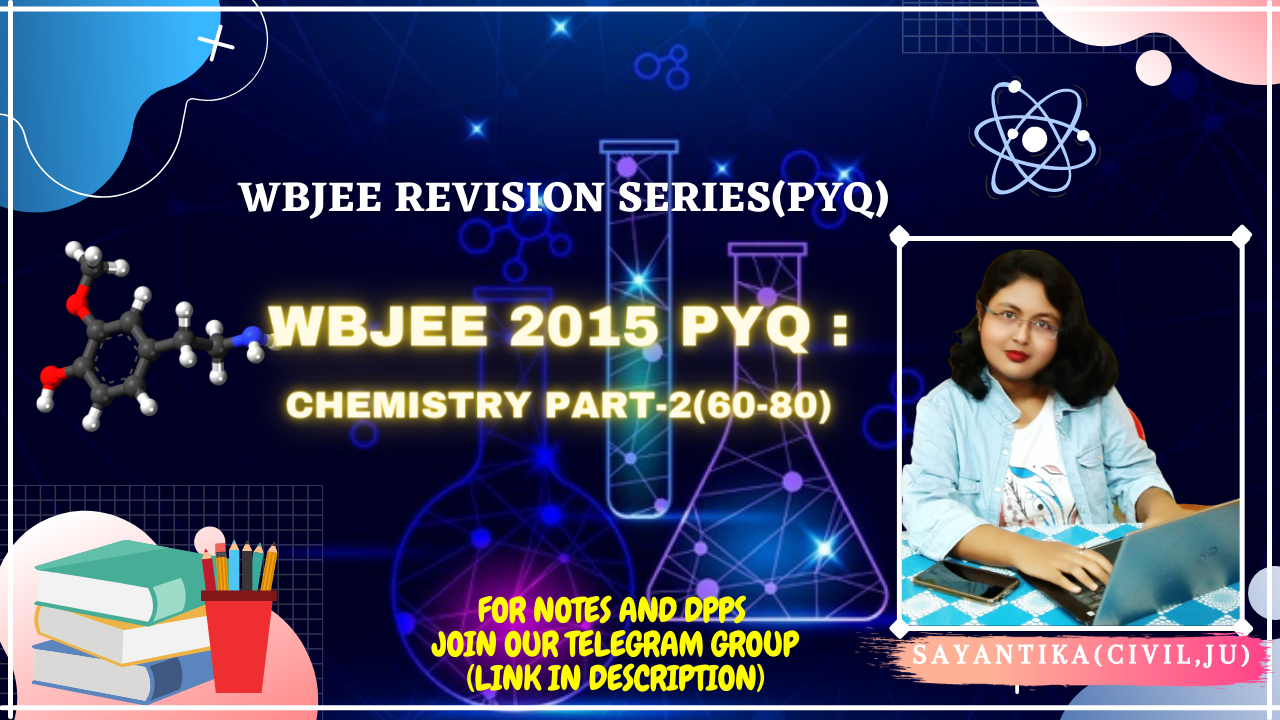 WBJEE REVISION SERIES(PYQ)
WBJEE 2015 PYQ :
CHEMISTRY PART-2(60-80)
FOR NOTES AND DPPS
JOIN OUR TELEGRAM GROUP
(LINK IN DESCRIPTION)
SAYANTIKA(CIVIL,JU)